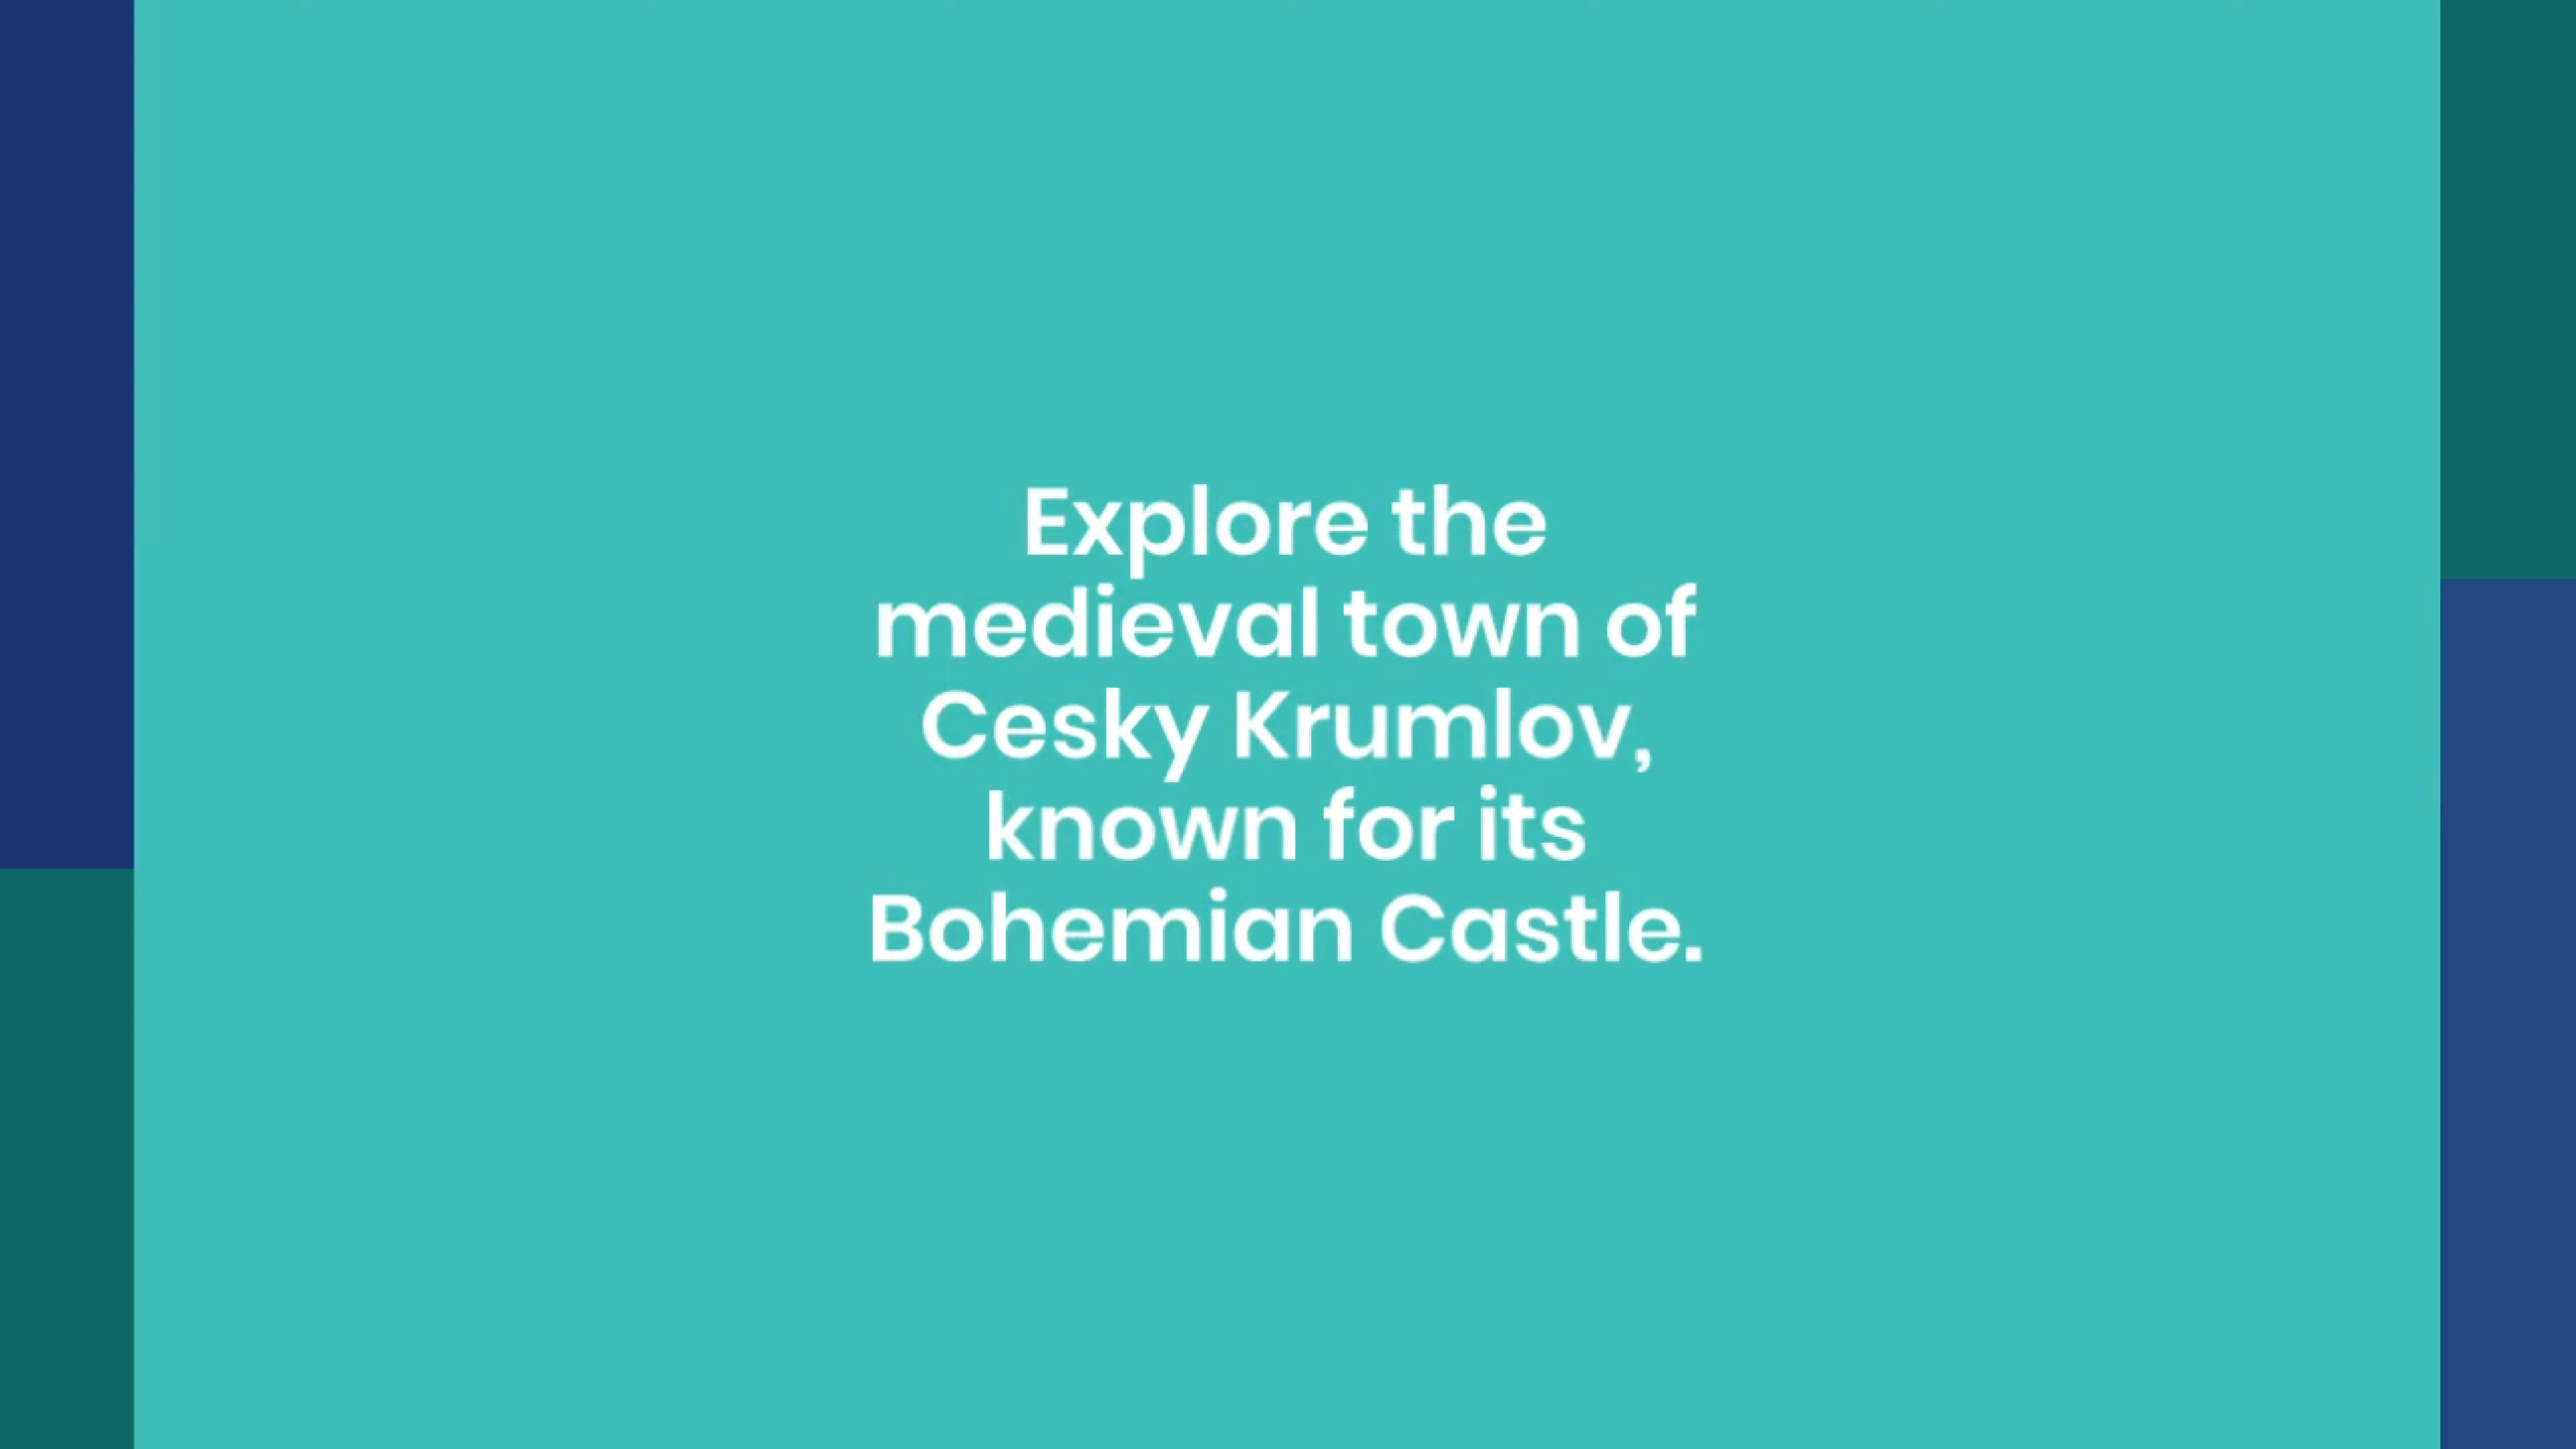 Explore the
medieval town of
Cesky Krumlov,
known for its
Bohemian Castle.